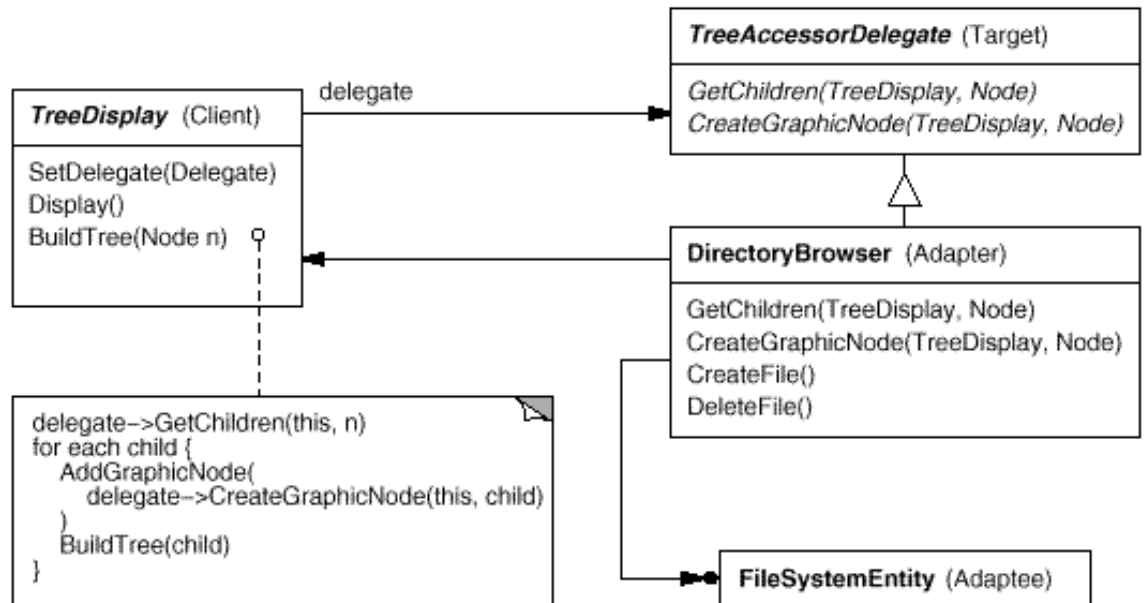 TreeAccessorDelegate (Target)
GetChildren(TreeDisplay, Node)
CreateGraphicNode(TreeDisplay, Node)
delegate
TreeDisplay (Client)
SetDelegate(Delegate)
Display()
BuildTree(Node n)
DirectoryBrowser (Adapter)
GetChildren(TreeDisplay, Node)
CreateGraphicNode(TreeDisplay, Node)
CreateFile()
DeleteFile()
delegate–>GetChildren(this, n)
for each child {
AddGraphicNode(
delegate–>CreateGraphicNode(this, child)
)
BuildTree(child)
}
FileSystemEntity (Adaptee)